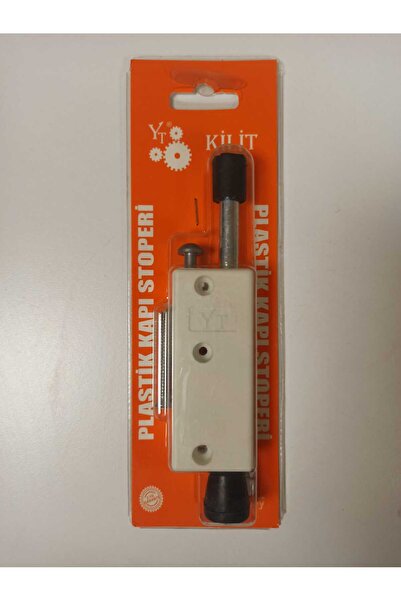 YT®
KİLİT
PLASTİK KAPI STOPERİ
PLASTİK KAPI STOPERİ
YT